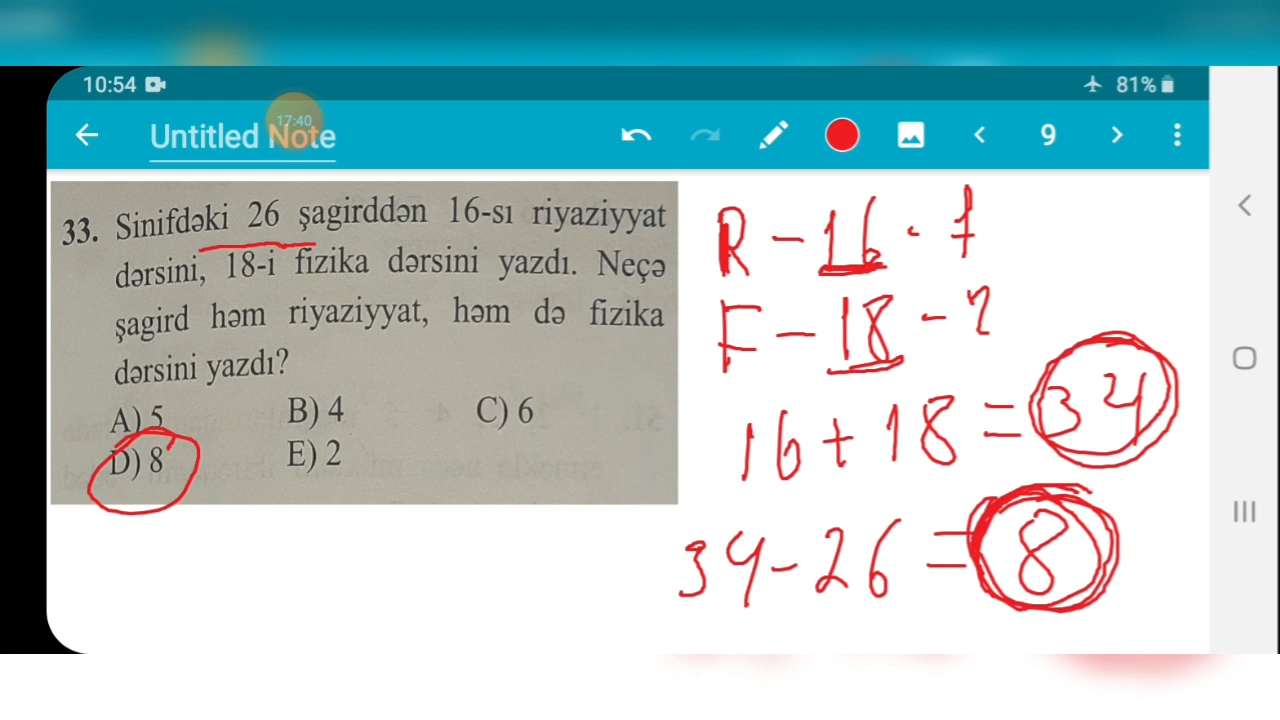 10:54
81%
Untitled Note
17:40
9
33. Sinifdəki 26 şagirddən 16-sı riyaziyyat
dərsini, 18-i fizika dərsini yazdı. Neçə
şagird həm riyaziyyat, həm də fizika
dərsini yazdı?
A) 5 B) 4 C) 6
D) 8 E) 2
R - 16 ·
F - 18 - ?
16 + 18 = 34
34 - 26 = 8